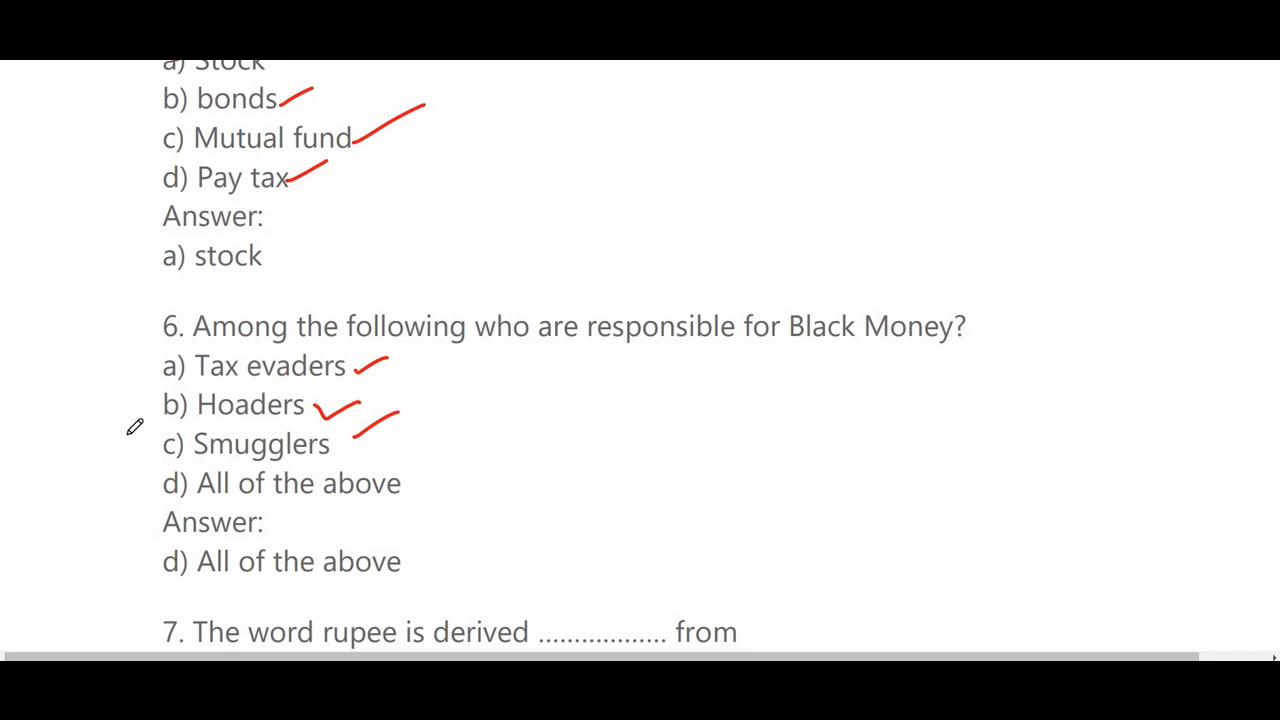 a) Stock
b) bonds
c) Mutual fund
d) Pay tax
Answer:
a) stock
6. Among the following who are responsible for Black Money?
a) Tax evaders
b) Hoaders
c) Smugglers
d) All of the above
Answer:
d) All of the above
7. The word rupee is derived .................. from